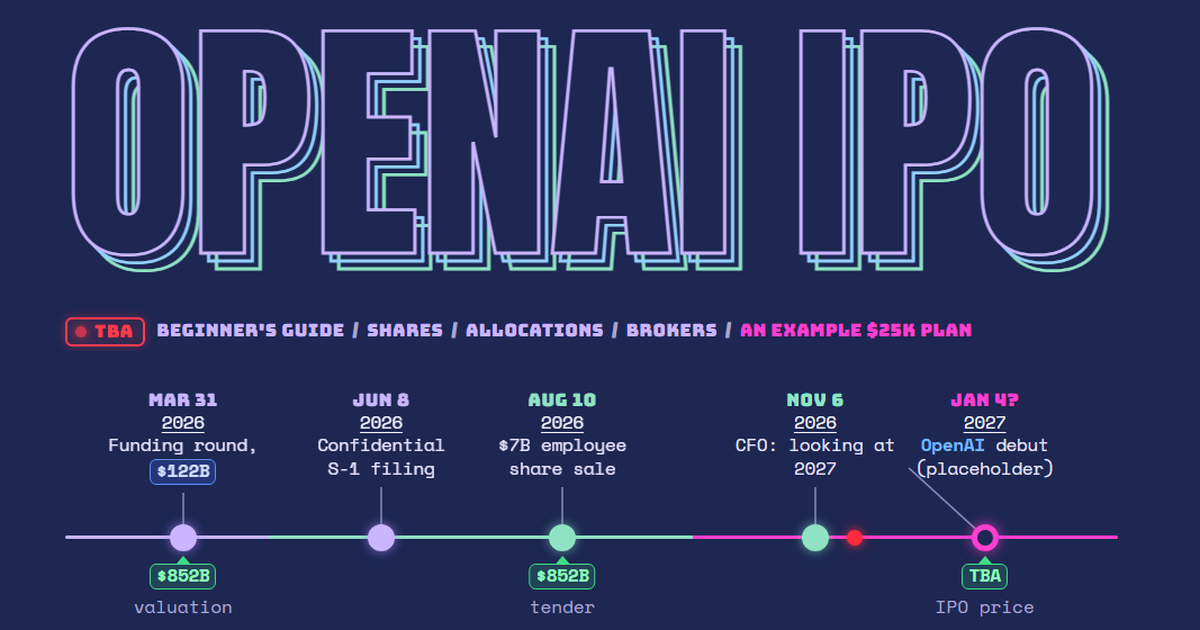 OPENAI IPO
TBA BEGINNER'S GUIDE / SHARES / ALLOCATIONS / BROKERS / AN EXAMPLE $25K PLAN
MAR 31
2026
Funding round,
$122B
$852B
valuation
JUN 8
2026
Confidential
S-1 filing
AUG 10
2026
$7B employee
share sale
$852B
tender
NOV 6
2026
CFO: looking at
2027
JAN 4?
2027
OpenAI debut
(placeholder)
TBA
IPO price